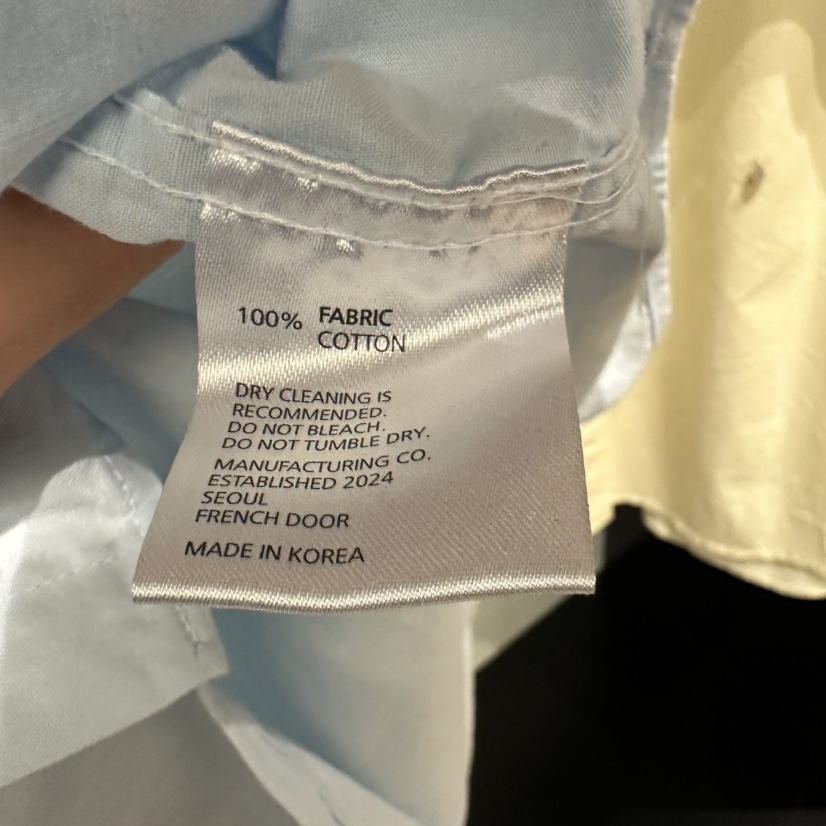 100% FABRIC
COTTON
DRY CLEANING IS
RECOMMENDED.
DO NOT BLEACH.
DO NOT TUMBLE DRY.
MANUFACTURING CO.
ESTABLISHED 2024
SEOUL
FRENCH DOOR
MADE IN KOREA